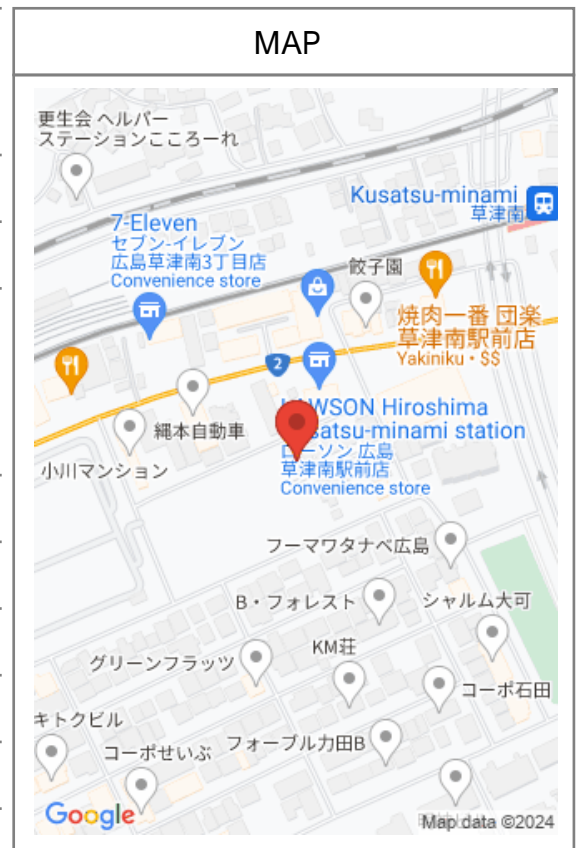 MAP
更生会 ヘルパー
ステーションこころーれ
Kusatsu-minami
草津南
7-Eleven
セブン-イレブン
広島草津南3丁目店
Convenience store
餃子園
焼肉一番 団楽
草津南駅前店
Yakiniku・$$
2
LAWSON Hiroshima
Kusatsu-minami station
ローソン 広島
草津南駅前店
Convenience store
縄本自動車
小川マンション
フーマワタナベ広島
B・フォレスト
シャルム大可
KM荘
グリーンフラッツ
コーポ石田
キトクビル
フォーブル力田B
コーポせいぶ
Google
Map data ©2024